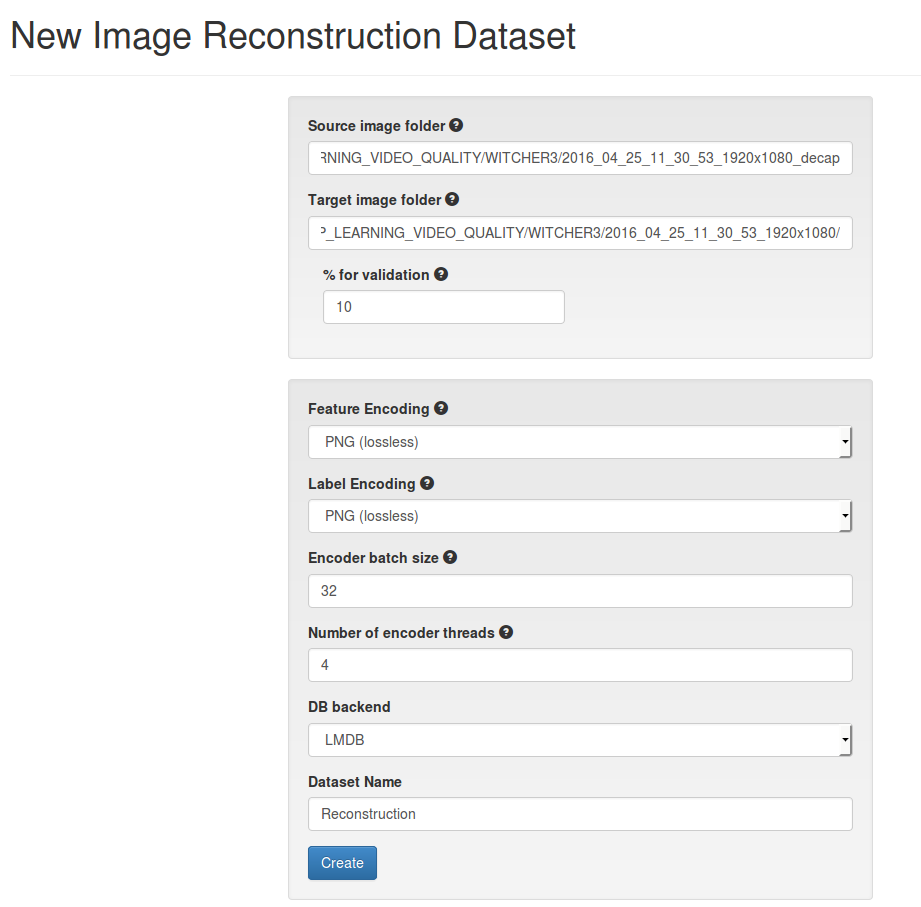 New Image Reconstruction Dataset
Source image folder
RNING_VIDEO_QUALITY/WITCHER3/2016_04_25_11_30_53_1920x1080_decap
Target image folder
P_LEARNING_VIDEO_QUALITY/WITCHER3/2016_04_25_11_30_53_1920x1080/
% for validation
10
Feature Encoding
PNG (lossless)
Label Encoding
PNG (lossless)
Encoder batch size
32
Number of encoder threads
4
DB backend
LMDB
Dataset Name
Reconstruction
Create